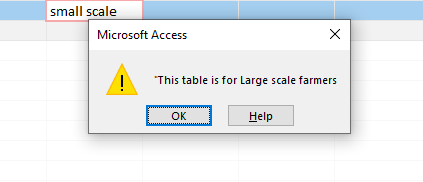 small scale
Microsoft Access
"This table is for Large scale farmers
OK
Help